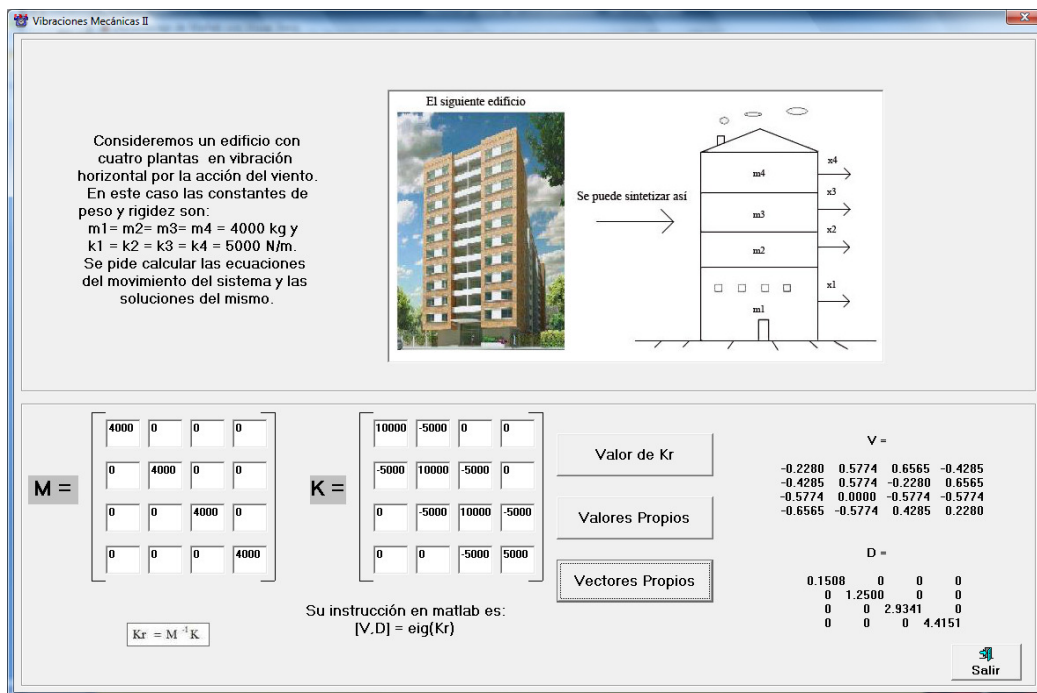 Vibraciones Mecánicas II
Consideremos un edificio con
cuatro plantas en vibración
horizontal por la acción del viento.
En este caso las constantes de
peso y rigidez son:
m1= m2= m3= m4 = 4000 kg y
k1 = k2 = k3 = k4 = 5000 N/m.
Se pide calcular las ecuaciones
del movimiento del sistema y las
soluciones del mismo.
El siguiente edificio
Se puede sintetizar así
x4
m4
x3
m3
x2
m2
x1
m1
M =
4000 0 0 0
0 4000 0 0
0 0 4000 0
0 0 0 4000
Kr = M⁻¹K
K =
10000 -5000 0 0
-5000 10000 -5000 0
0 -5000 10000 -5000
0 0 -5000 5000
Su instrucción en matlab es:
[V,D] = eig(Kr)
Valor de Kr
Valores Propios
Vectores Propios
V =
-0.2280 0.5774 0.6565 -0.4285
-0.4285 0.5774 -0.2280 0.6565
-0.5774 0.0000 -0.5774 -0.5774
-0.6565 -0.5774 0.4285 0.2280
D =
0.1508 0 0 0
0 1.2500 0 0
0 0 2.9341 0
0 0 0 4.4151
Salir